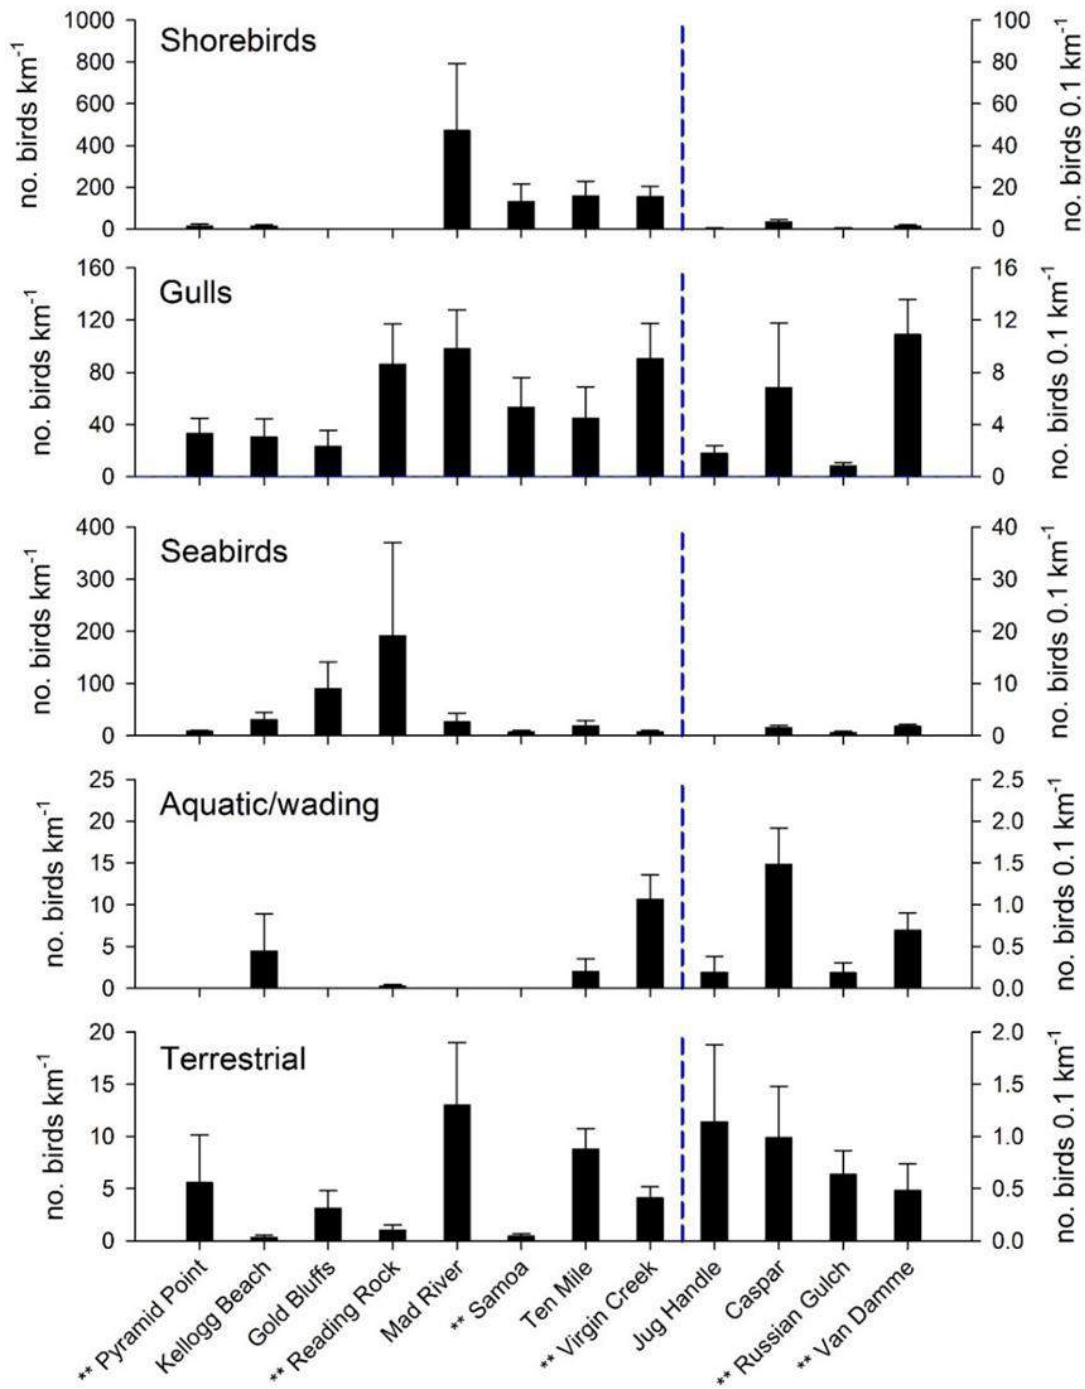 Shorebirds
no. birds km-1
1000
800
600
400
200
0
100
80
60
40
20
0
no. birds 0.1 km-1
Gulls
no. birds km-1
160
120
80
40
0
16
12
8
4
0
no. birds 0.1 km-1
Seabirds
no. birds km-1
400
300
200
100
0
40
30
20
10
0
no. birds 0.1 km-1
Aquatic/wading
no. birds km-1
25
20
15
10
5
0
2.5
2.0
1.5
1.0
0.5
0.0
no. birds 0.1 km-1
Terrestrial
no. birds km-1
20
15
10
5
0
2.0
1.5
1.0
0.5
0.0
no. birds 0.1 km-1
** Pyramid Point
Kellogg Beach
Gold Bluffs
** Reading Rock
Mad River
** Samoa
Ten Mile
** Virgin Creek
Jug Handle
Caspar
** Russian Gulch
** Van Damme